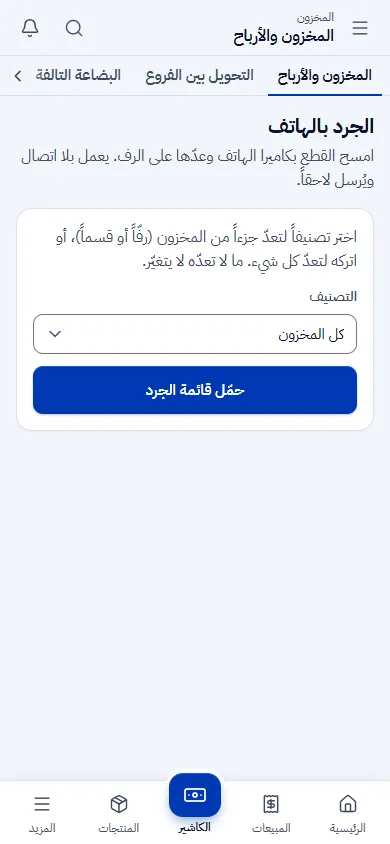 المخزون
المخزون والأرباح
المخزون والأرباح
التحويل بين الفروع
البضاعة التالفة
الجرد بالهاتف
امسح القطع بكاميرا الهاتف وعدّها على الرف. يعمل بلا اتصال
ويُرسل لاحقاً.
اختر تصنيفاً لتعدّ جزءاً من المخزون (رفّاً أو قسماً)، أو
اتركه لتعدّ كل شيء. ما لا تعدّه لا يتغيّر.
التصنيف
كل المخزون
حمّل قائمة الجرد
الرئيسية
المبيعات
الكاشير
المنتجات
المزيد